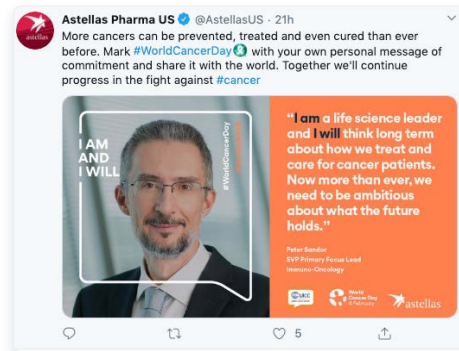 Astellas Pharma US @AstellasUS · 21h
More cancers can be prevented, treated and even cured than ever
before. Mark #WorldCancerDay with your own personal message of
commitment and share it with the world. Together we'll continue
progress in the fight against #cancer
astellas
I AM
AND
I WILL
#WorldCancerDay
“I am a life science leader
and I will think long term
about how we treat and
care for cancer patients.
Now more than ever, we
need to be ambitious
about what the future
holds.”
Peter Sandor
SVP Primary Focus Lead
Immuno-Oncology
UICC
World
Cancer Day
4 February
astellas
5